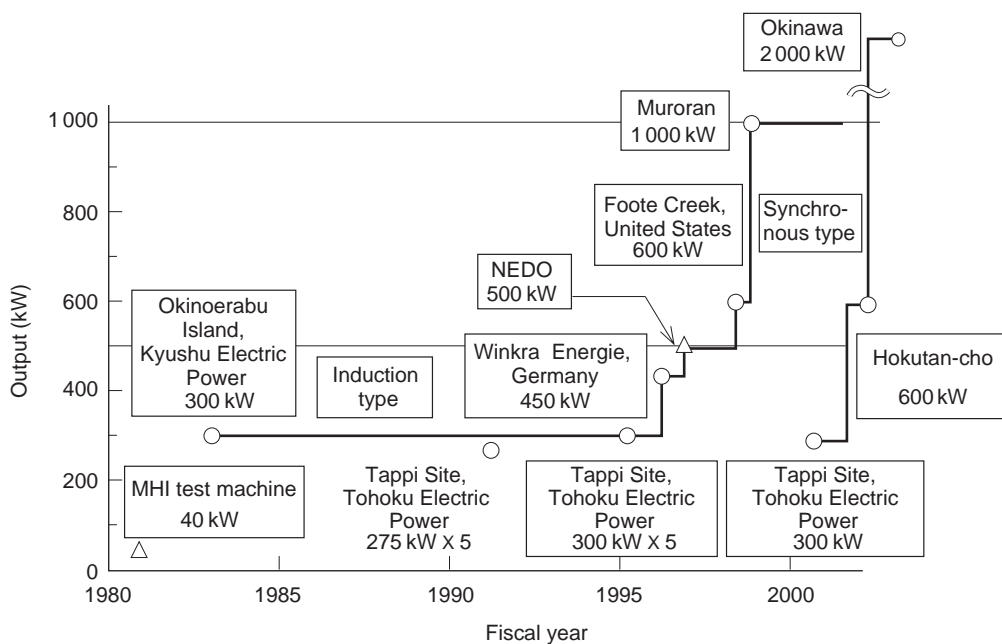 Okinawa
2 000 kW
1 000
Muroran
1 000 kW
800
Foote Creek,
United States
600 kW
Synchro-
nous type
NEDO
500 kW
600
Output (kW)
Okinoerabu
Island,
Kyushu Electric
Power
300 kW
Induction
type
Winkra Energie,
Germany
450 kW
Hokutan-cho
600 kW
400
200
MHI test machine
40 kW
Tappi Site,
Tohoku Electric
Power
275 kW X 5
Tappi Site,
Tohoku Electric
Power
300 kW X 5
Tappi Site,
Tohoku Electric
Power
300 kW
0
1980
1985
1990
1995
2000
Fiscal year